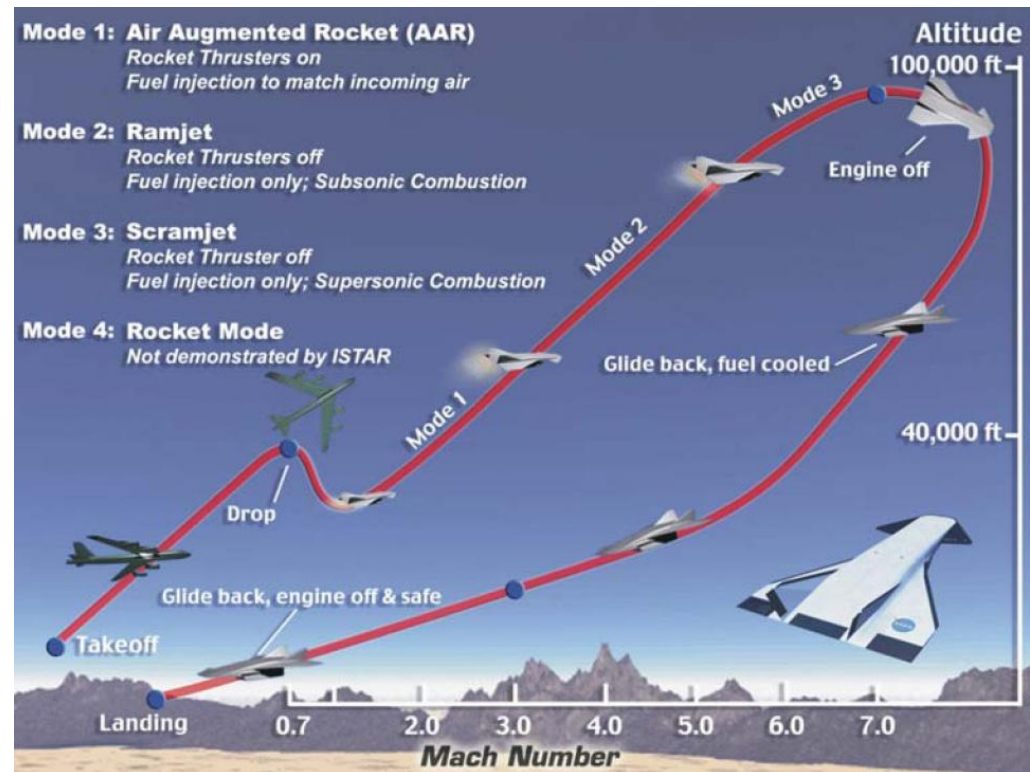 Mode 1: Air Augmented Rocket (AAR)
Rocket Thrusters on
Fuel injection to match incoming air
Mode 2: Ramjet
Rocket Thrusters off
Fuel injection only; Subsonic Combustion
Mode 3: Scramjet
Rocket Thruster off
Fuel injection only; Supersonic Combustion
Mode 4: Rocket Mode
Not demonstrated by ISTAR
Altitude
100,000 ft
Mode 3
Engine off
Mode 2
Glide back, fuel cooled
Mode 1
40,000 ft
Drop
Glide back, engine off & safe
Takeoff
Landing
0.7 2.0 3.0 4.0 5.0 6.0 7.0
Mach Number